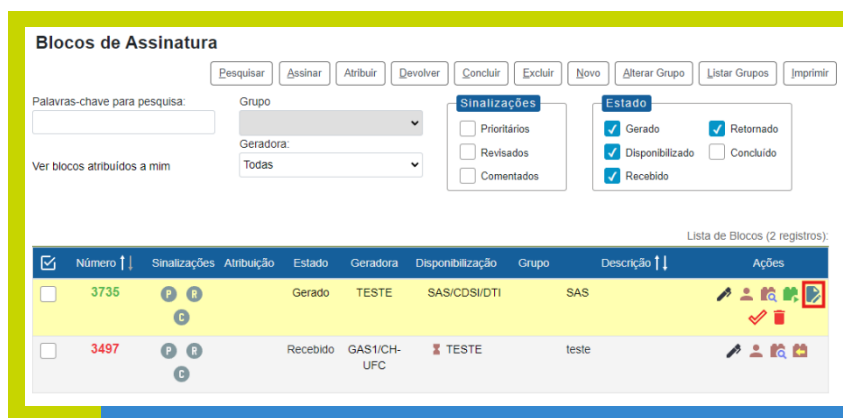 Blocos de Assinatura
Pesquisar Assinar Atribuir Devolver Concluir Excluir Novo Alterar Grupo Listar Grupos Imprimir
Palavras-chave para pesquisa: Grupo Sinalizações Estado
Prioritários Gerado Retornado
Geradora:
Ver blocos atribuídos a mim Todas Revisados Disponibilizado Concluído
Comentados Recebido
Lista de Blocos (2 registros):
Número Sinalizações Atribuição Estado Geradora Disponibilização Grupo Descrição Ações
3735 P R Gerado TESTE SAS/CDSI/DTI SAS
C
3497 P R Recebido GAS1/CH- TESTE teste
C UFC